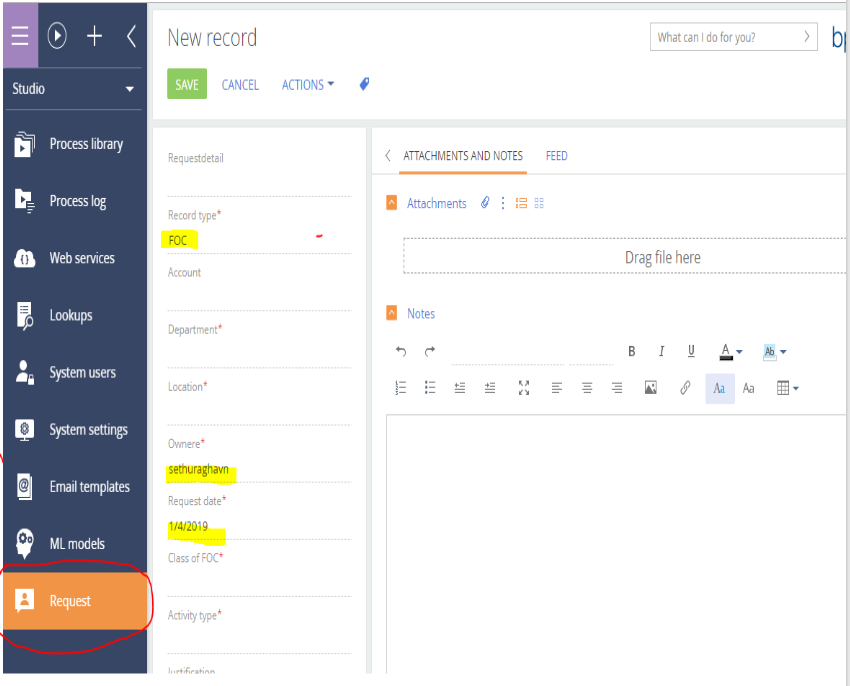 New record
What can I do for you?
SAVE
CANCEL
ACTIONS
Studio
Process library
Process log
Web services
Lookups
System users
System settings
Email templates
ML models
Request
Requestdetail
Record type*
FOC
Account
Department*
Location*
Ownere*
sethuraghavn
Request date*
1/4/2019
Class of FOC*
Activity type*
Justification
ATTACHMENTS AND NOTES
FEED
Attachments
Drag file here
Notes
B I U A Ab
Aa Aa